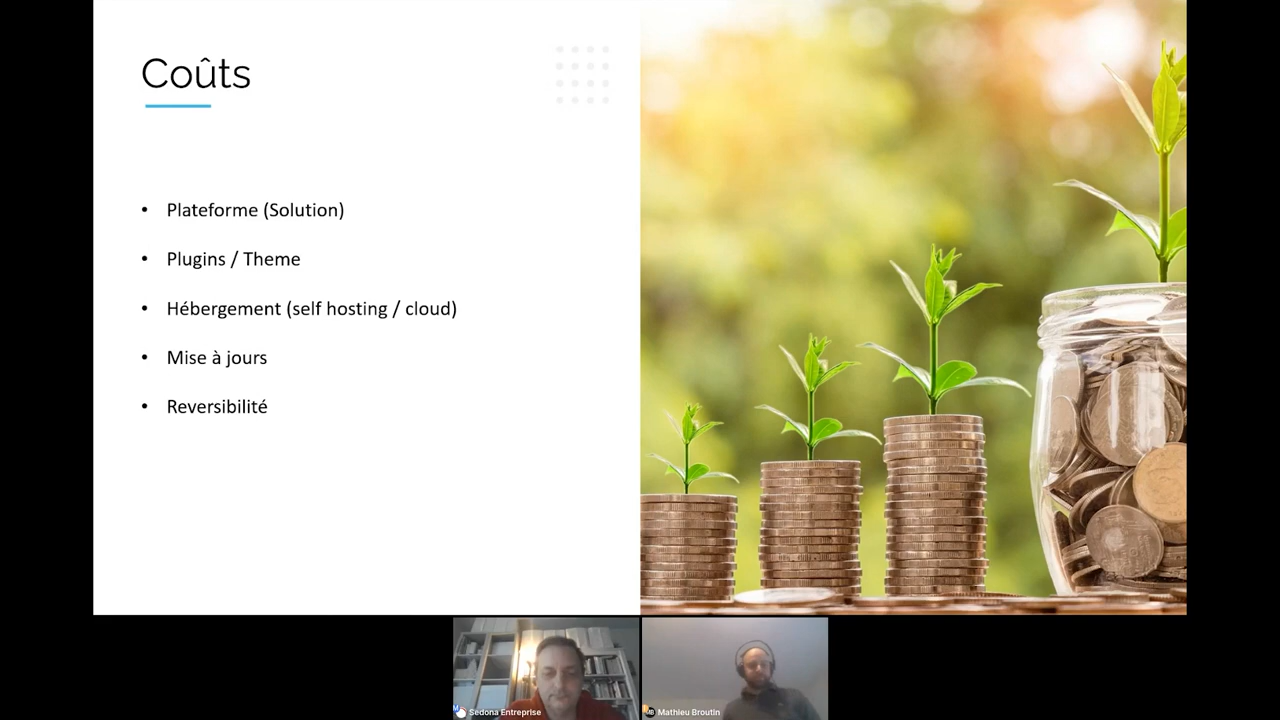 Coûts
• Plateforme (Solution)
• Plugins / Theme
• Hébergement (self hosting / cloud)
• Mise à jours
• Reversibilité
Sedona Entreprise
Mathieu Broutin